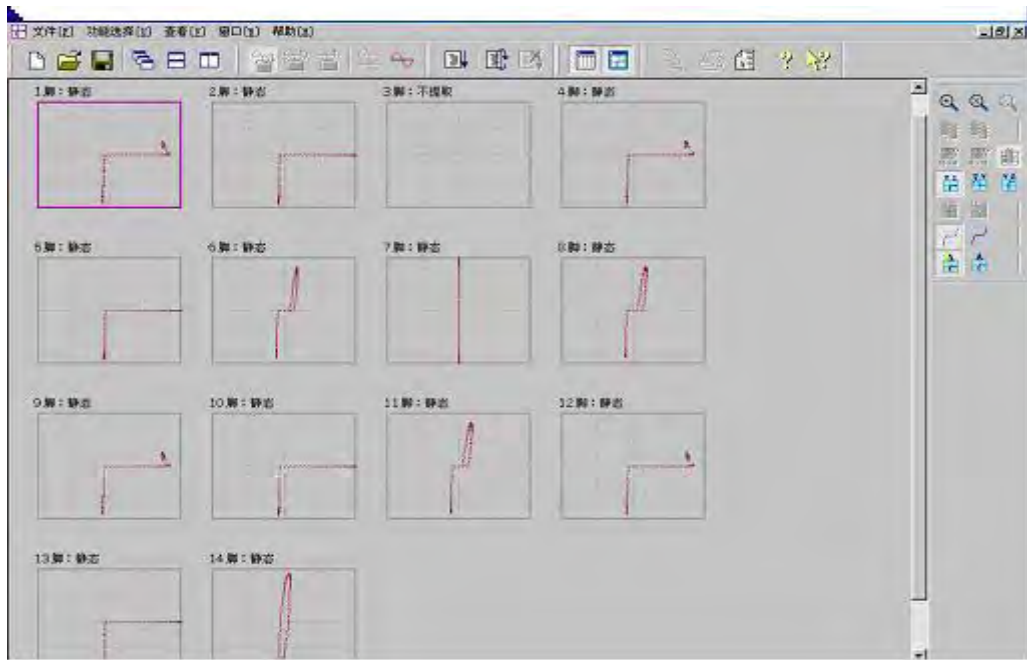 文件(F) 功能选择(U) 查看(V) 窗口(W) 帮助(H)
1脚：静态 2脚：静态 3脚：不提取 4脚：静态
5脚：静态 6脚：静态 7脚：静态 8脚：静态
9脚：静态 10脚：静态 11脚：静态 12脚：静态
13脚：静态 14脚：静态